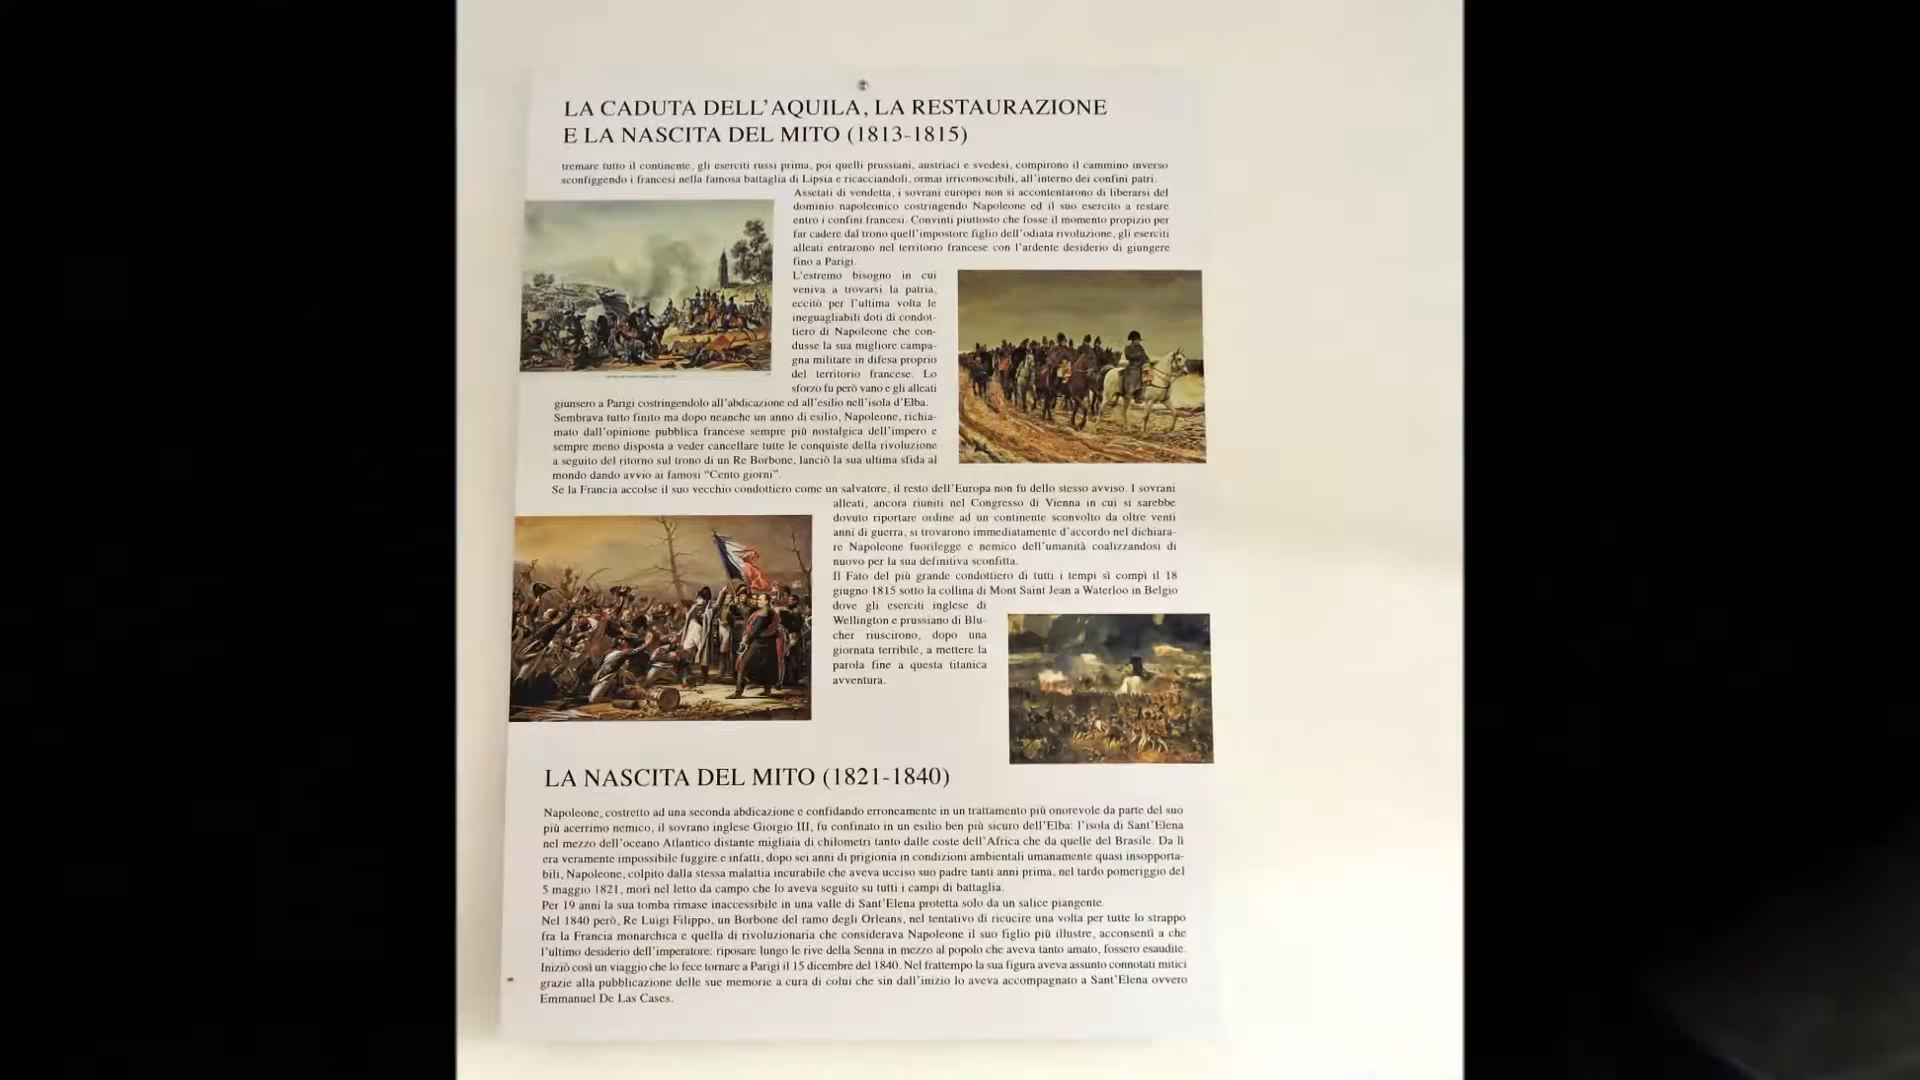 LA CADUTA DELL'AQUILA, LA RESTAURAZIONE
E LA NASCITA DEL MITO (1813-1815)
tremare tutto il continente, gli eserciti russi prima, poi quelli prussiani, austriaci e svedesi, compirono il cammino inverso
sconfiggendo i francesi nella famosa battaglia di Lipsia e ricacciandoli, ormai irriconoscibili, all'interno dei confini patri.
Assetati di vendetta, i sovrani europei non si accontentarono di liberarsi del
dominio napoleonico costringendo Napoleone ed il suo esercito a restare
entro i confini francesi. Convinti piuttosto che fosse il momento propizio per
far cadere dal trono quell'impostore figlio dell'odiata rivoluzione, gli eserciti
alleati entrarono nel territorio francese con l'ardente desiderio di giungere
fino a Parigi.
L'estremo bisogno in cui
veniva a trovarsi la patria,
eccitò per l'ultima volta le
ineguagliabili doti di condot-
tiero di Napoleone che con-
dusse la sua migliore campa-
gna militare in difesa proprio
del territorio francese. Lo
sforzo fu però vano e gli alleati
giunsero a Parigi costringendolo all'abdicazione ed all'esilio nell'isola d'Elba.
Sembrava tutto finito ma dopo neanche un anno di esilio, Napoleone, richia-
mato dall'opinione pubblica francese sempre più nostalgica dell'impero e
sempre meno disposta a veder cancellare tutte le conquiste della rivoluzione
a seguito del ritorno sul trono di un Re Borbone, lanciò la sua ultima sfida al
mondo dando avvio ai famosi "Cento giorni".
Se la Francia accolse il suo vecchio condottiero come un salvatore, il resto dell'Europa non fu dello stesso avviso. I sovrani
alleati, ancora riuniti nel Congresso di Vienna in cui si sarebbe
dovuto riportare ordine ad un continente sconvolto da oltre venti
anni di guerra, si trovarono immediatamente d'accordo nel dichiara-
re Napoleone fuorilegge e nemico dell'umanità coalizzandosi di
nuovo per la sua definitiva sconfitta.
Il Fato del più grande condottiero di tutti i tempi si compì il 18
giugno 1815 sotto la collina di Mont Saint Jean a Waterloo in Belgio
dove gli eserciti inglese di
Wellington e prussiano di Blu-
cher riuscirono, dopo una
giornata terribile, a mettere la
parola fine a questa titanica
avventura.
LA NASCITA DEL MITO (1821-1840)
Napoleone, costretto ad una seconda abdicazione e confidando erroneamente in un trattamento più onorevole da parte del suo
più acerrimo nemico, il sovrano inglese Giorgio III, fu confinato in un esilio ben più sicuro dell'Elba: l'isola di Sant'Elena
nel mezzo dell'oceano Atlantico distante migliaia di chilometri tanto dalle coste dell'Africa che da quelle del Brasile. Da lì
era veramente impossibile fuggire e infatti, dopo sei anni di prigionia in condizioni ambientali umanamente quasi insopporta-
bili, Napoleone, colpito dalla stessa malattia incurabile che aveva ucciso suo padre tanti anni prima, nel tardo pomeriggio del
5 maggio 1821, morì nel letto da campo che lo aveva seguito su tutti i campi di battaglia.
Per 19 anni la sua tomba rimase inaccessibile in una valle di Sant'Elena protetta solo da un salice piangente.
Nel 1840 però, Re Luigi Filippo, un Borbone del ramo degli Orleans, nel tentativo di ricucire una volta per tutte lo strappo
fra la Francia monarchica e quella di rivoluzionaria che considerava Napoleone il suo figlio più illustre, acconsentì a che
l'ultimo desiderio dell'imperatore: riposare lungo le rive della Senna in mezzo al popolo che aveva tanto amato, fossero esaudite.
Iniziò così un viaggio che lo fece tornare a Parigi il 15 dicembre del 1840. Nel frattempo la sua figura aveva assunto connotati mitici
grazie alla pubblicazione delle sue memorie a cura di colui che sin dall'inizio lo aveva accompagnato a Sant'Elena ovvero
Emmanuel De Las Cases.